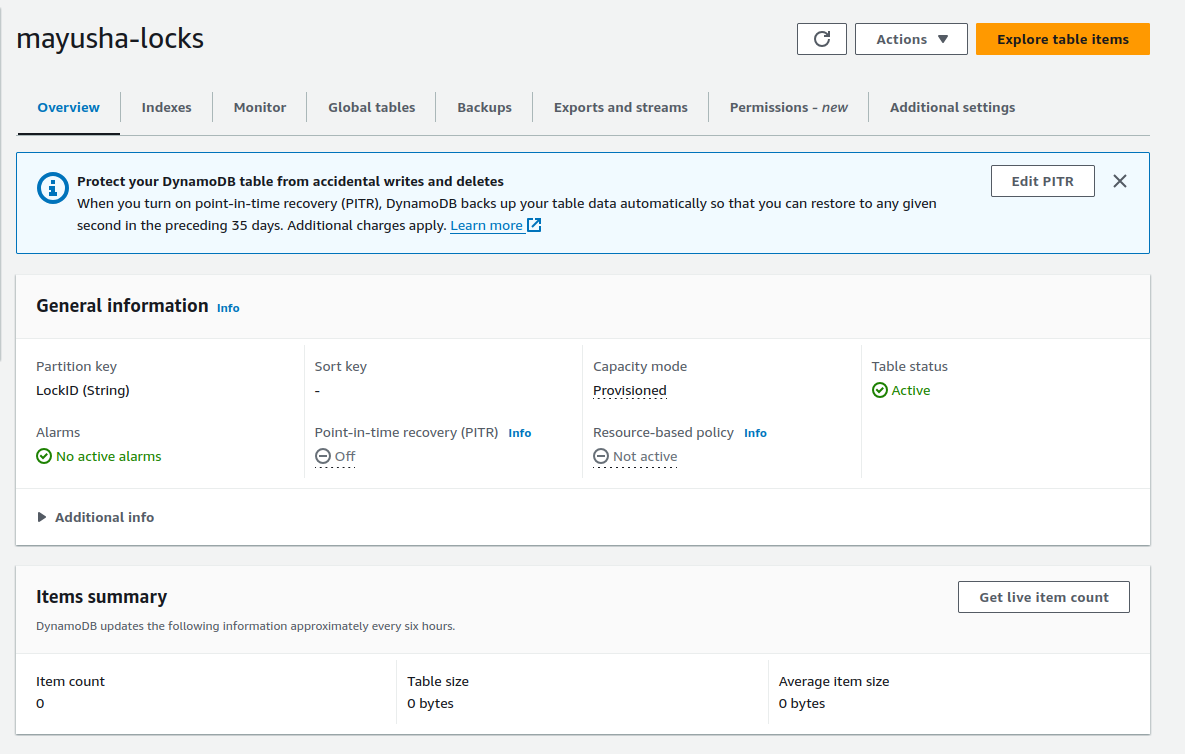 mayusha-locks
Actions
Explore table items
Overview
Indexes
Monitor
Global tables
Backups
Exports and streams
Permissions - new
Additional settings
Protect your DynamoDB table from accidental writes and deletes
When you turn on point-in-time recovery (PITR), DynamoDB backs up your table data automatically so that you can restore to any given
second in the preceding 35 days. Additional charges apply. Learn more
Edit PITR
General information Info
Partition key
LockID (String)
Sort key
-
Capacity mode
Provisioned
Table status
Active
Alarms
No active alarms
Point-in-time recovery (PITR) Info
Off
Resource-based policy Info
Not active
Additional info
Items summary
Get live item count
DynamoDB updates the following information approximately every six hours.
Item count
0
Table size
0 bytes
Average item size
0 bytes